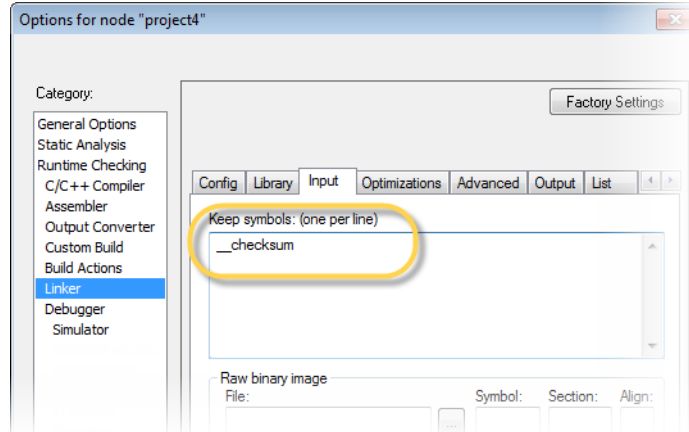 Options for node "project4"
Category:
Factory Settings
General Options
Static Analysis
Runtime Checking
C/C++ Compiler
Assembler
Output Converter
Custom Build
Build Actions
Linker
Debugger
Simulator
Config Library Input Optimizations Advanced Output List
Keep symbols: (one per line)
__checksum
Raw binary image
File: Symbol: Section: Align:
...